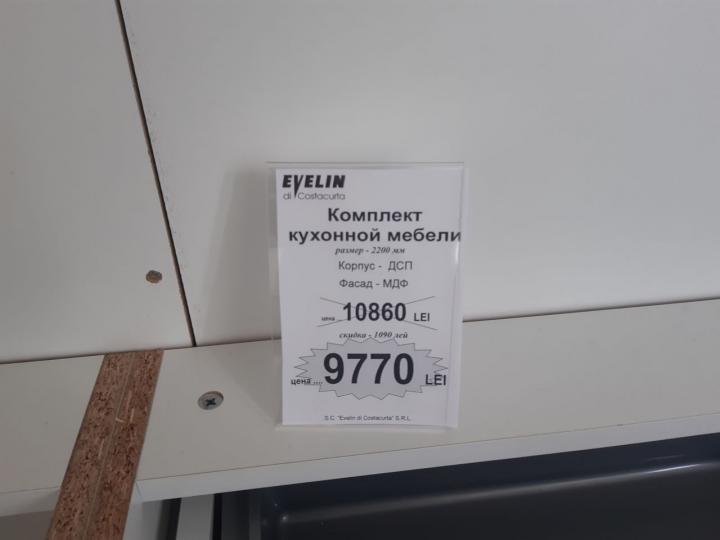 EVELIN
di Costacurta
Комплект
кухонной мебели
размер - 2200 мм
Корпус - ДСП
Фасад - МДФ
цена ... 10860 LEI
скидка - 1090 лей
цена .... 9770 LEI
S.C. "Evelin di Costacurta" S.R.L.